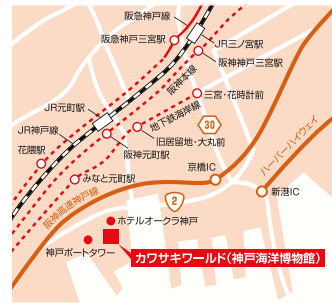 阪急神戸線
阪急神戸三宮駅
JR三ノ宮駅
阪神神戸三宮駅
阪神本線
三宮・花時計前
JR元町駅
地下鉄海岸線
30
JR神戸線
旧居留地・大丸前
花隈駅
阪神元町駅
京橋IC
ハーバーハイウェイ
みなと元町駅
新港IC
阪神高速神戸線
2
ホテルオークラ神戸
神戸ポートタワー
カワサキワールド(神戸海洋博物館)